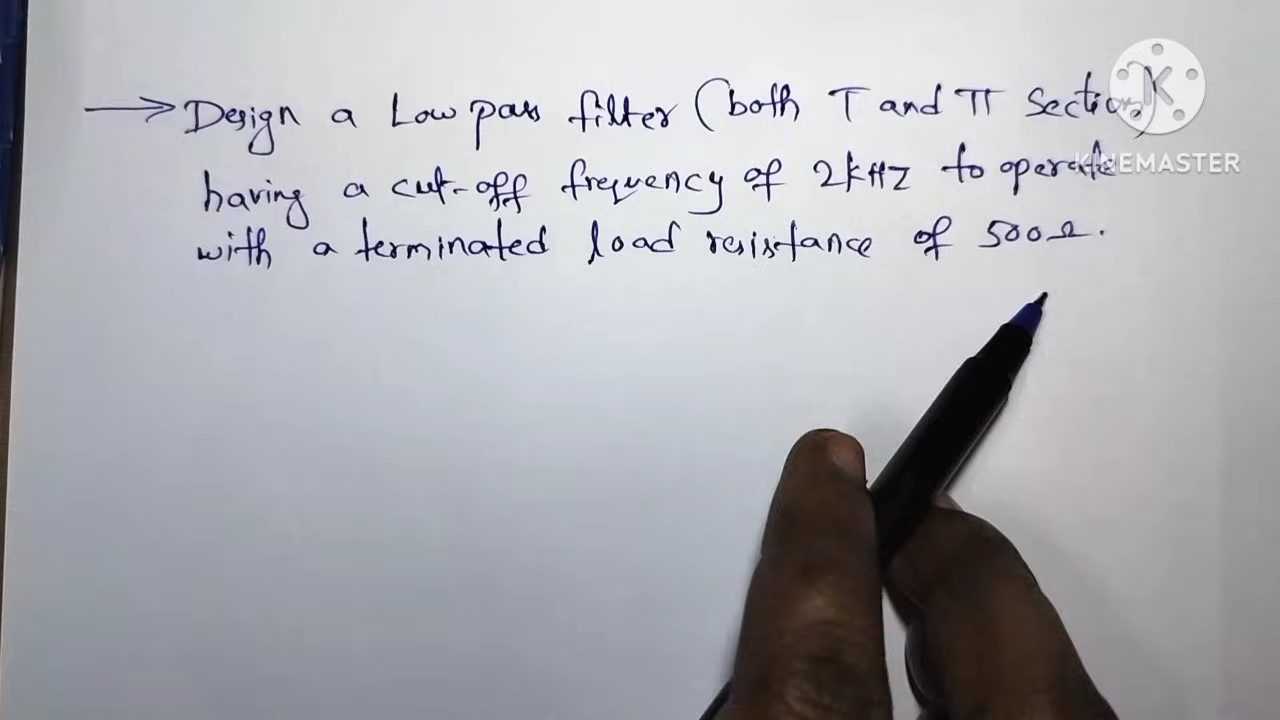 → Design a Low pass filter (both T and π section)
having a cut-off frequency of 2kHz to operate
KINEMASTER
with a terminated load resistance of 500Ω.